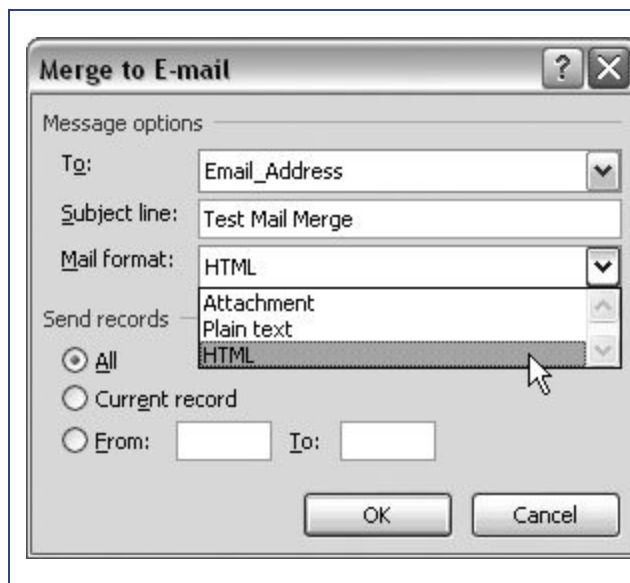 Merge to E-mail
Message options
To: Email_Address
Subject line: Test Mail Merge
Mail format: HTML
Attachment
Send records
Plain text
HTML
All
Current record
From: To:
OK Cancel